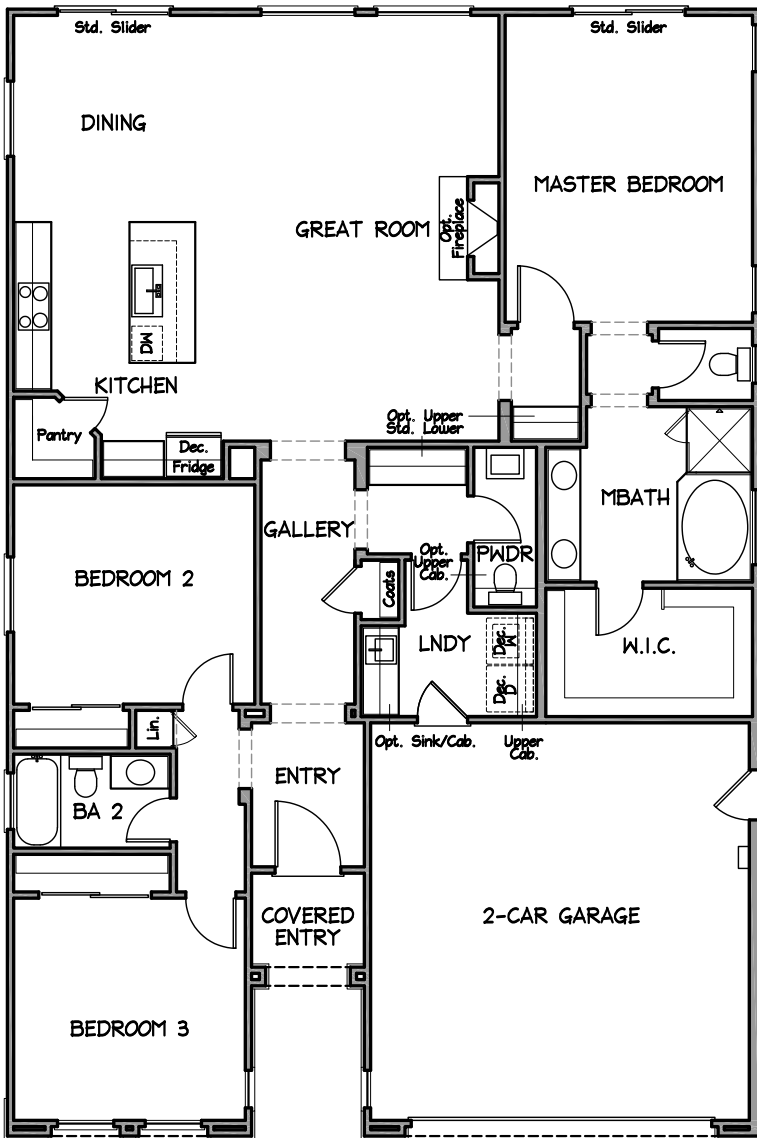 Std. Slider
Std. Slider
DINING
MASTER BEDROOM
GREAT ROOM
Opt.
Fireplace
DW
KITCHEN
Pantry
Dec.
Fridge
Opt. Upper
Std. Lower
MBATH
GALLERY
Opt.
Upper
Cab.
PWDR
BEDROOM 2
Coats
LNDY
Dec.
W
Dec.
D
W.I.C.
Lin.
Opt. Sink/Cab.
Upper
Cab.
ENTRY
BA 2
COVERED
ENTRY
2-CAR GARAGE
BEDROOM 3